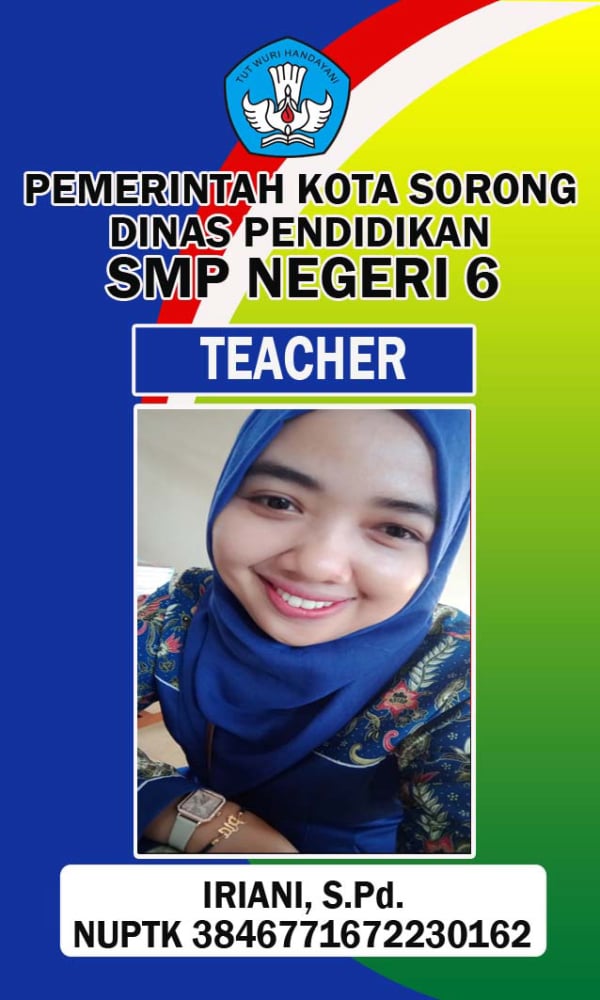 TUT WURI HANDAYANI
PEMERINTAH KOTA SORONG
DINAS PENDIDIKAN
SMP NEGERI 6
TEACHER
IRIANI, S.Pd.
NUPTK 3846771672230162